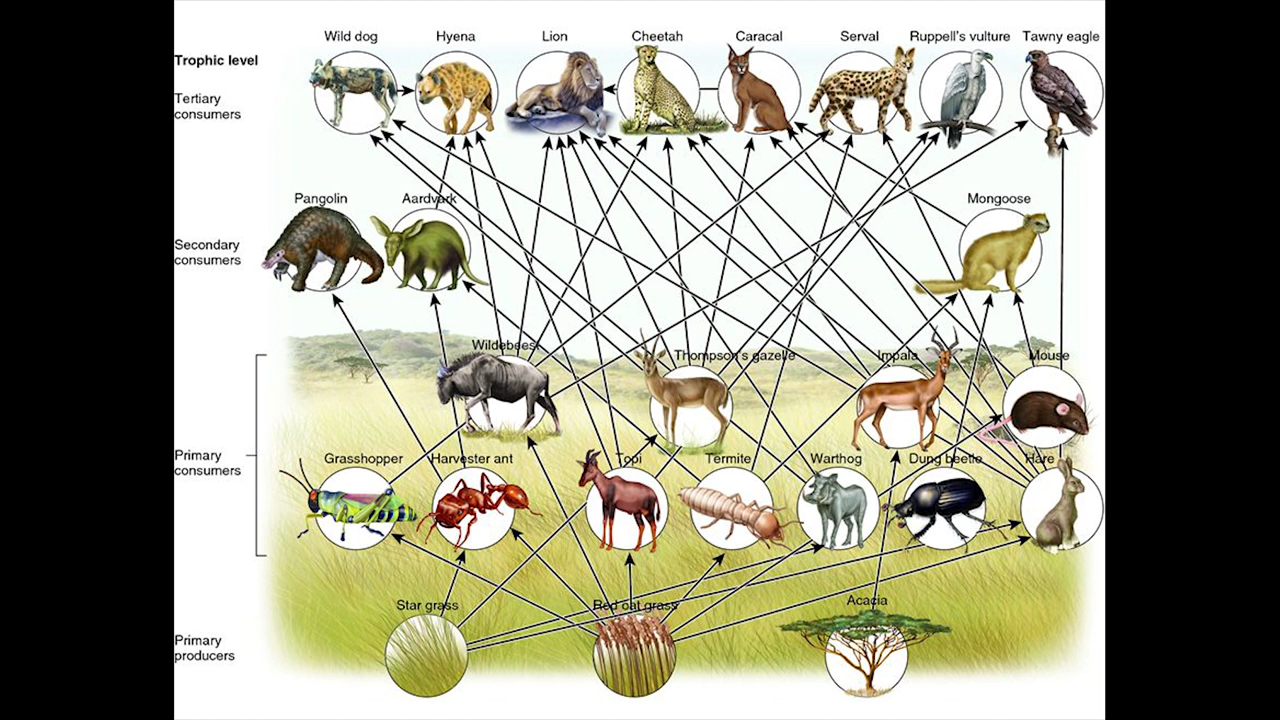 Wild dog
Hyena
Lion
Cheetah
Caracal
Serval
Ruppell's vulture
Tawny eagle
Trophic level
Tertiary
consumers
Pangolin
Aardvark
Mongoose
Secondary
consumers
Wildebeest
Thompson's gazelle
Impala
Mouse
Primary
consumers
Grasshopper
Harvester ant
Topi
Termite
Warthog
Dung beetle
Hare
Star grass
Red oat grass
Acacia
Primary
producers